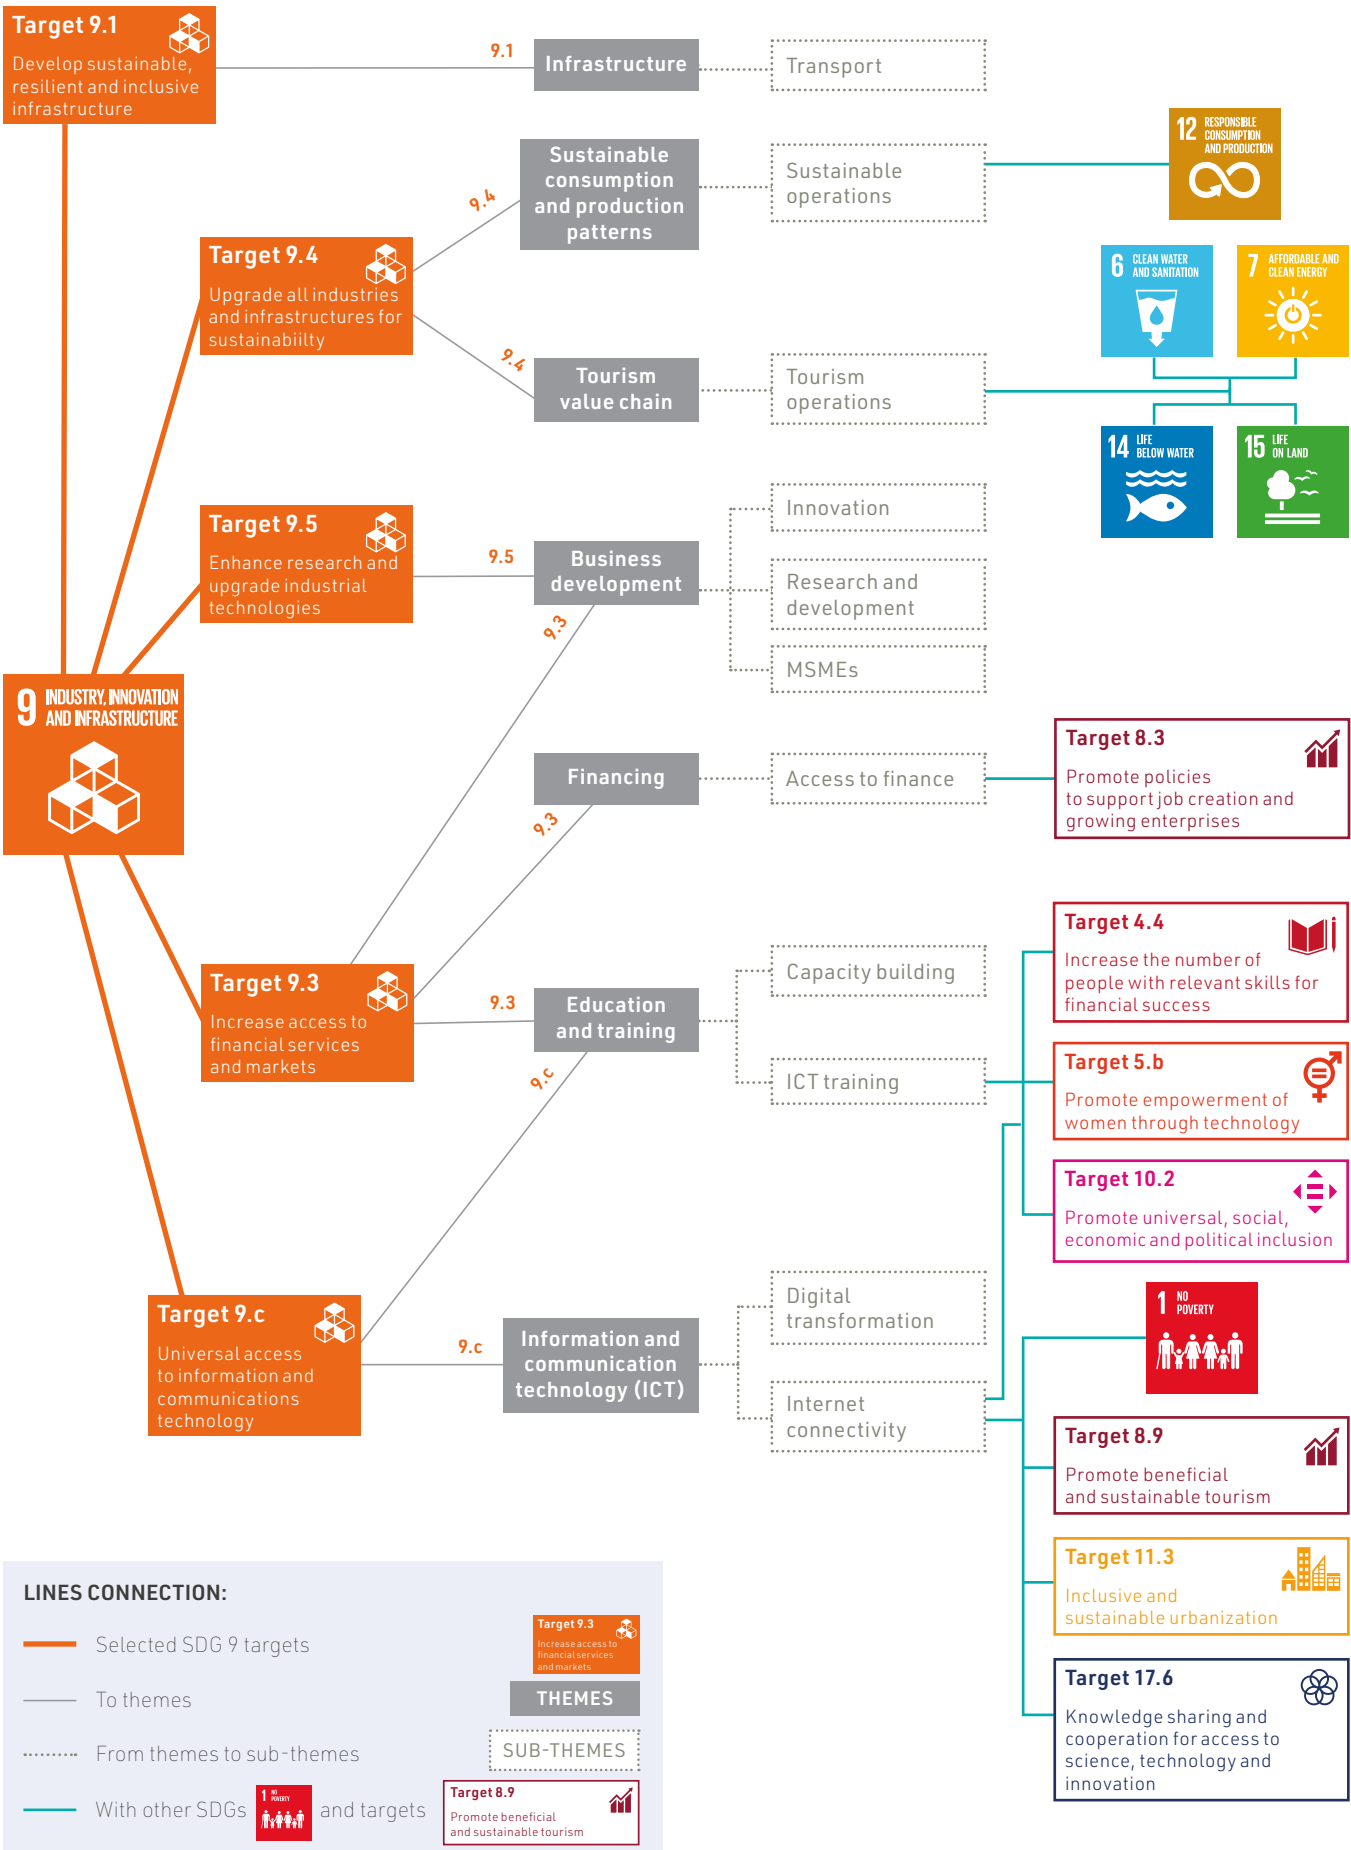 Target 9.1
Develop sustainable,
resilient and inclusive
infrastructure
9.1
Infrastructure
Transport
12 RESPONSIBLE
CONSUMPTION
AND PRODUCTION
Sustainable
consumption
and production
patterns
Sustainable
operations
9.4
Target 9.4
Upgrade all industries
and infrastructures for
sustainabiilty
9.4
Tourism
value chain
Tourism
operations
6 CLEAN WATER
AND SANITATION
7 AFFORDABLE AND
CLEAN ENERGY
14 LIFE
BELOW WATER
15 LIFE
ON LAND
Target 9.5
Enhance research and
upgrade industrial
technologies
9.5
Business
development
Innovation
Research and
development
MSMEs
9.3
9 INDUSTRY, INNOVATION
AND INFRASTRUCTURE
Financing
Access to finance
9.3
Target 8.3
Promote policies
to support job creation and
growing enterprises
Target 9.3
Increase access to
financial services
and markets
9.3
Education
and training
Capacity building
ICT training
9.c
Target 4.4
Increase the number of
people with relevant skills for
financial success
Target 5.b
Promote empowerment of
women through technology
Target 10.2
Promote universal, social,
economic and political inclusion
Target 9.c
Universal access
to information and
communications
technology
9.c
Information and
communication
technology (ICT)
Digital
transformation
Internet
connectivity
1 NO
POVERTY
Target 8.9
Promote beneficial
and sustainable tourism
Target 11.3
Inclusive and
sustainable urbanization
Target 17.6
Knowledge sharing and
cooperation for access to
science, technology and
innovation
LINES CONNECTION:
Selected SDG 9 targets
Target 9.3
Increase access to
financial services
and markets
To themes
THEMES
From themes to sub-themes
SUB-THEMES
With other SDGs
1 NO
POVERTY
and targets
Target 8.9
Promote beneficial
and sustainable tourism